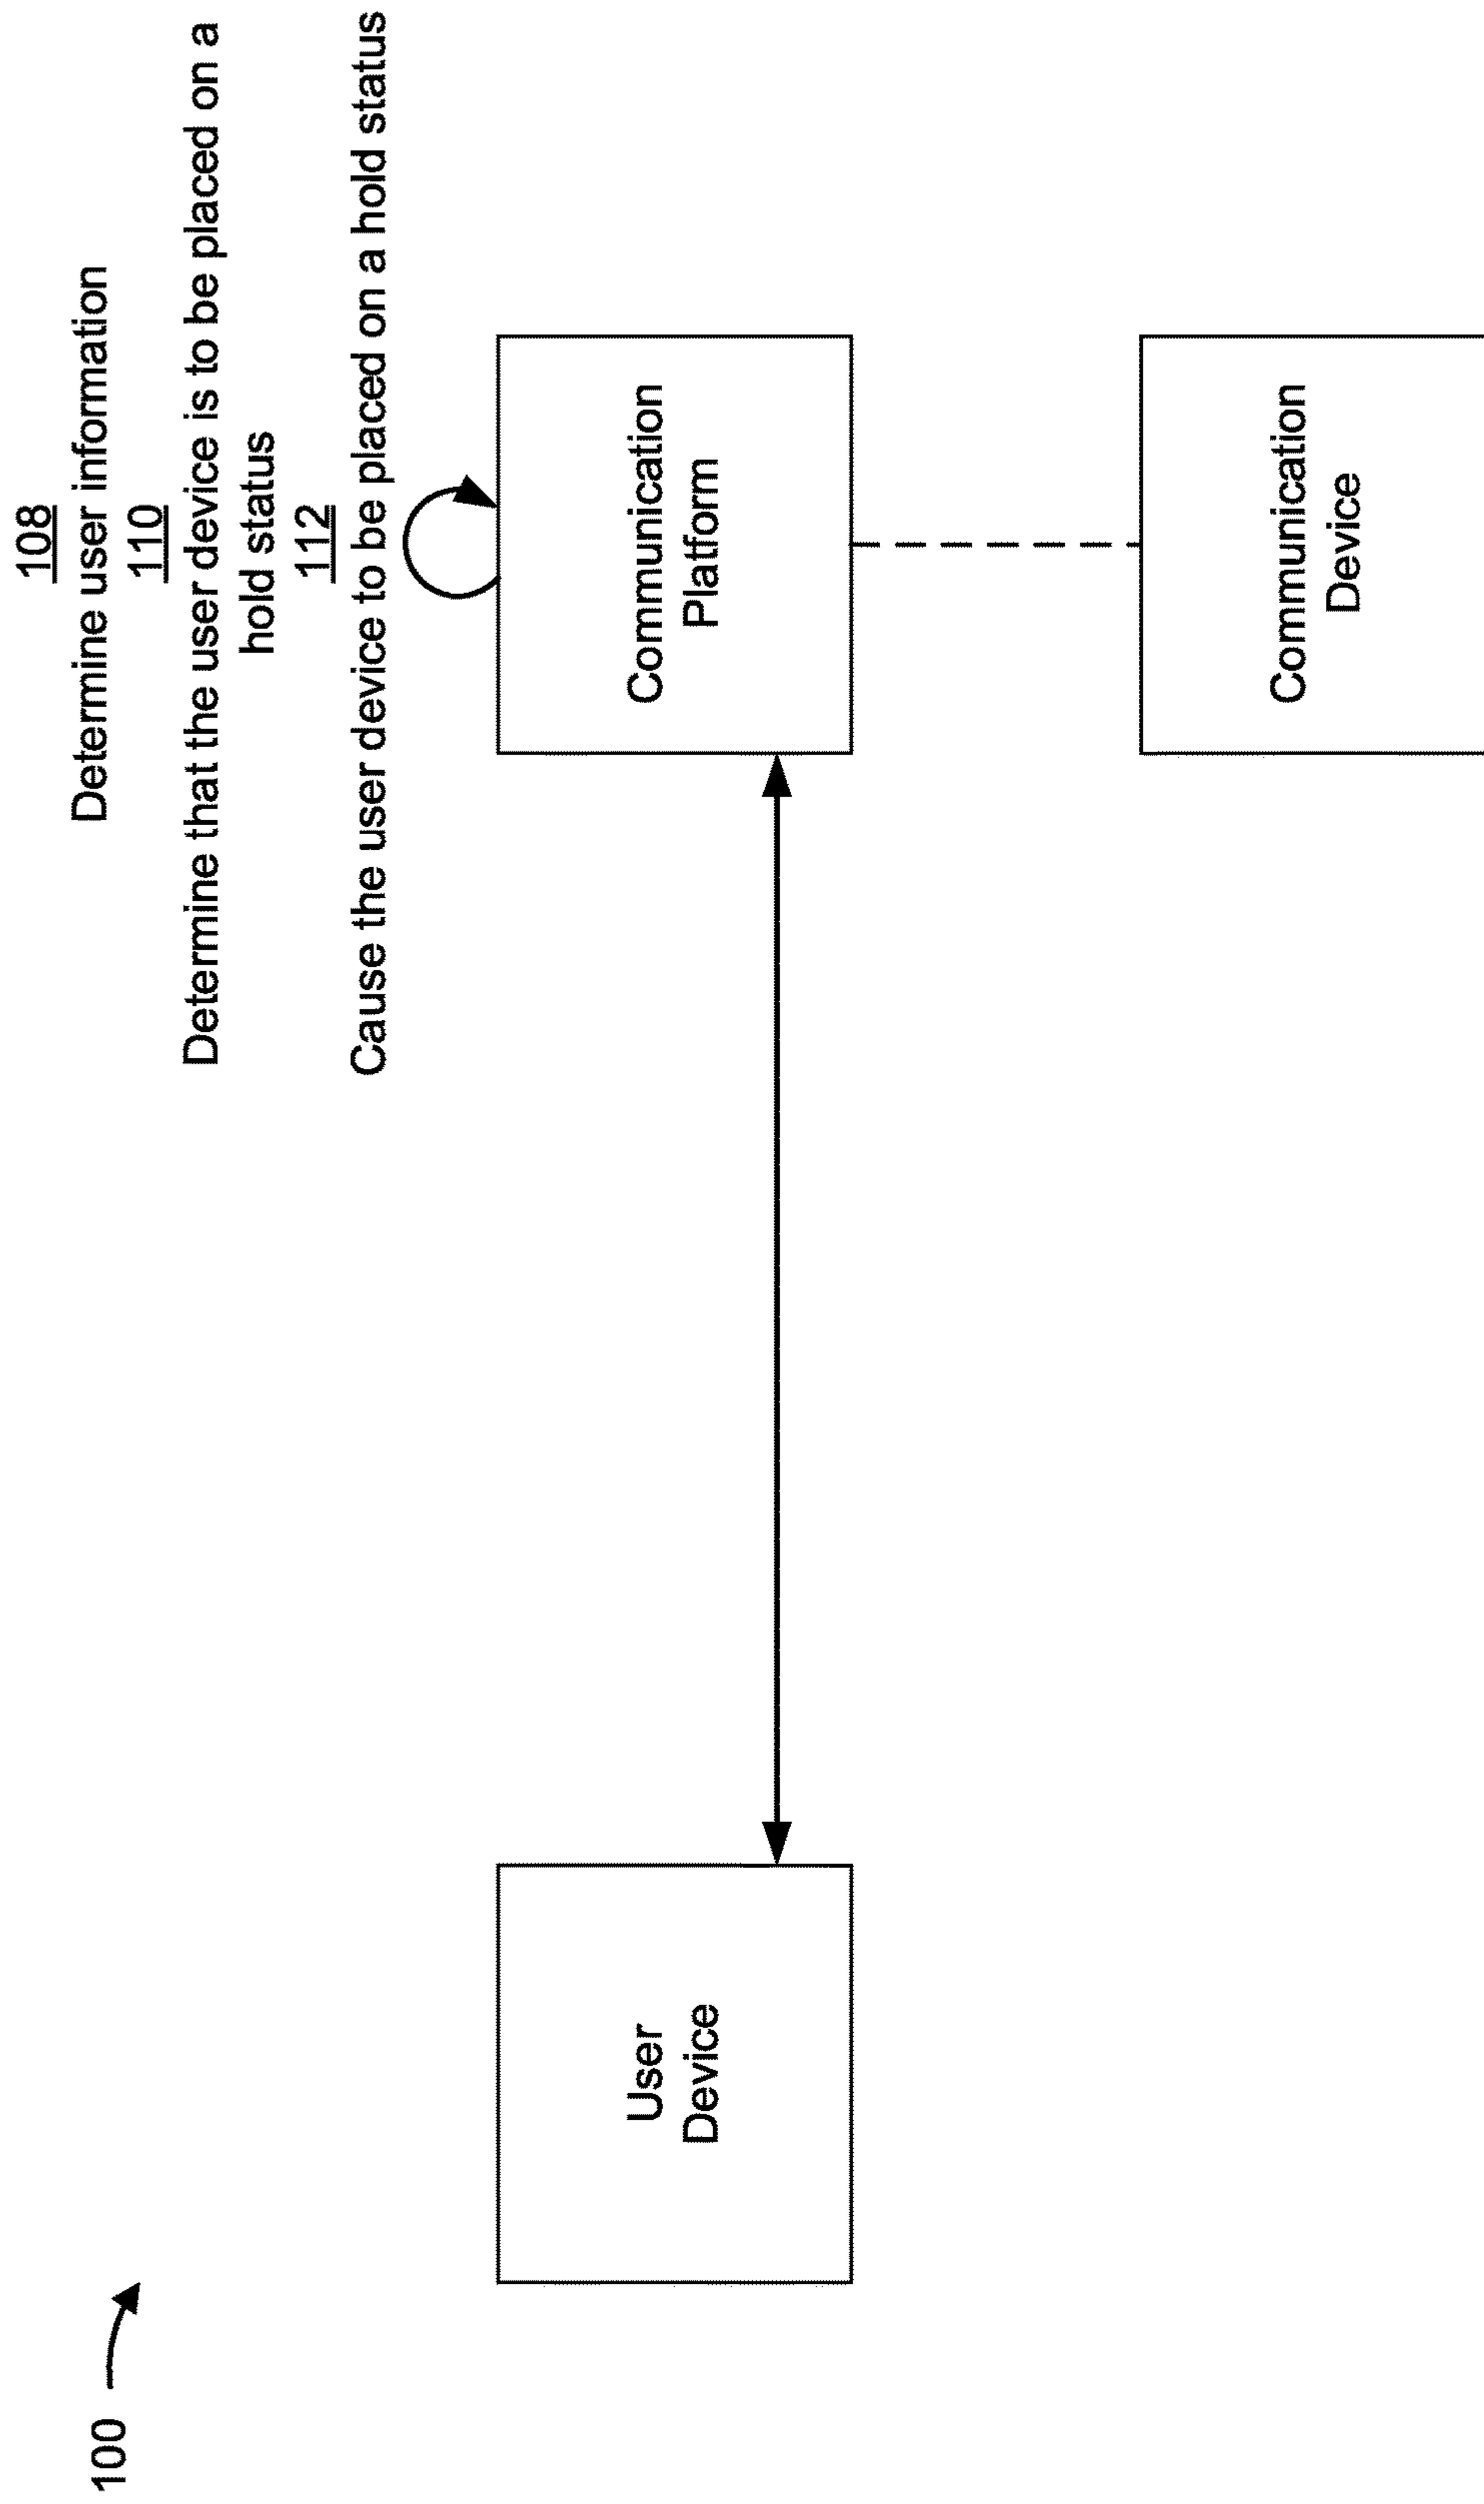 100
108
Determine user information
110
Determine that the user device is to be placed on a
hold status
112
Cause the user device to be placed on a hold status
User
Device
Communication
Platform
Communication
Device